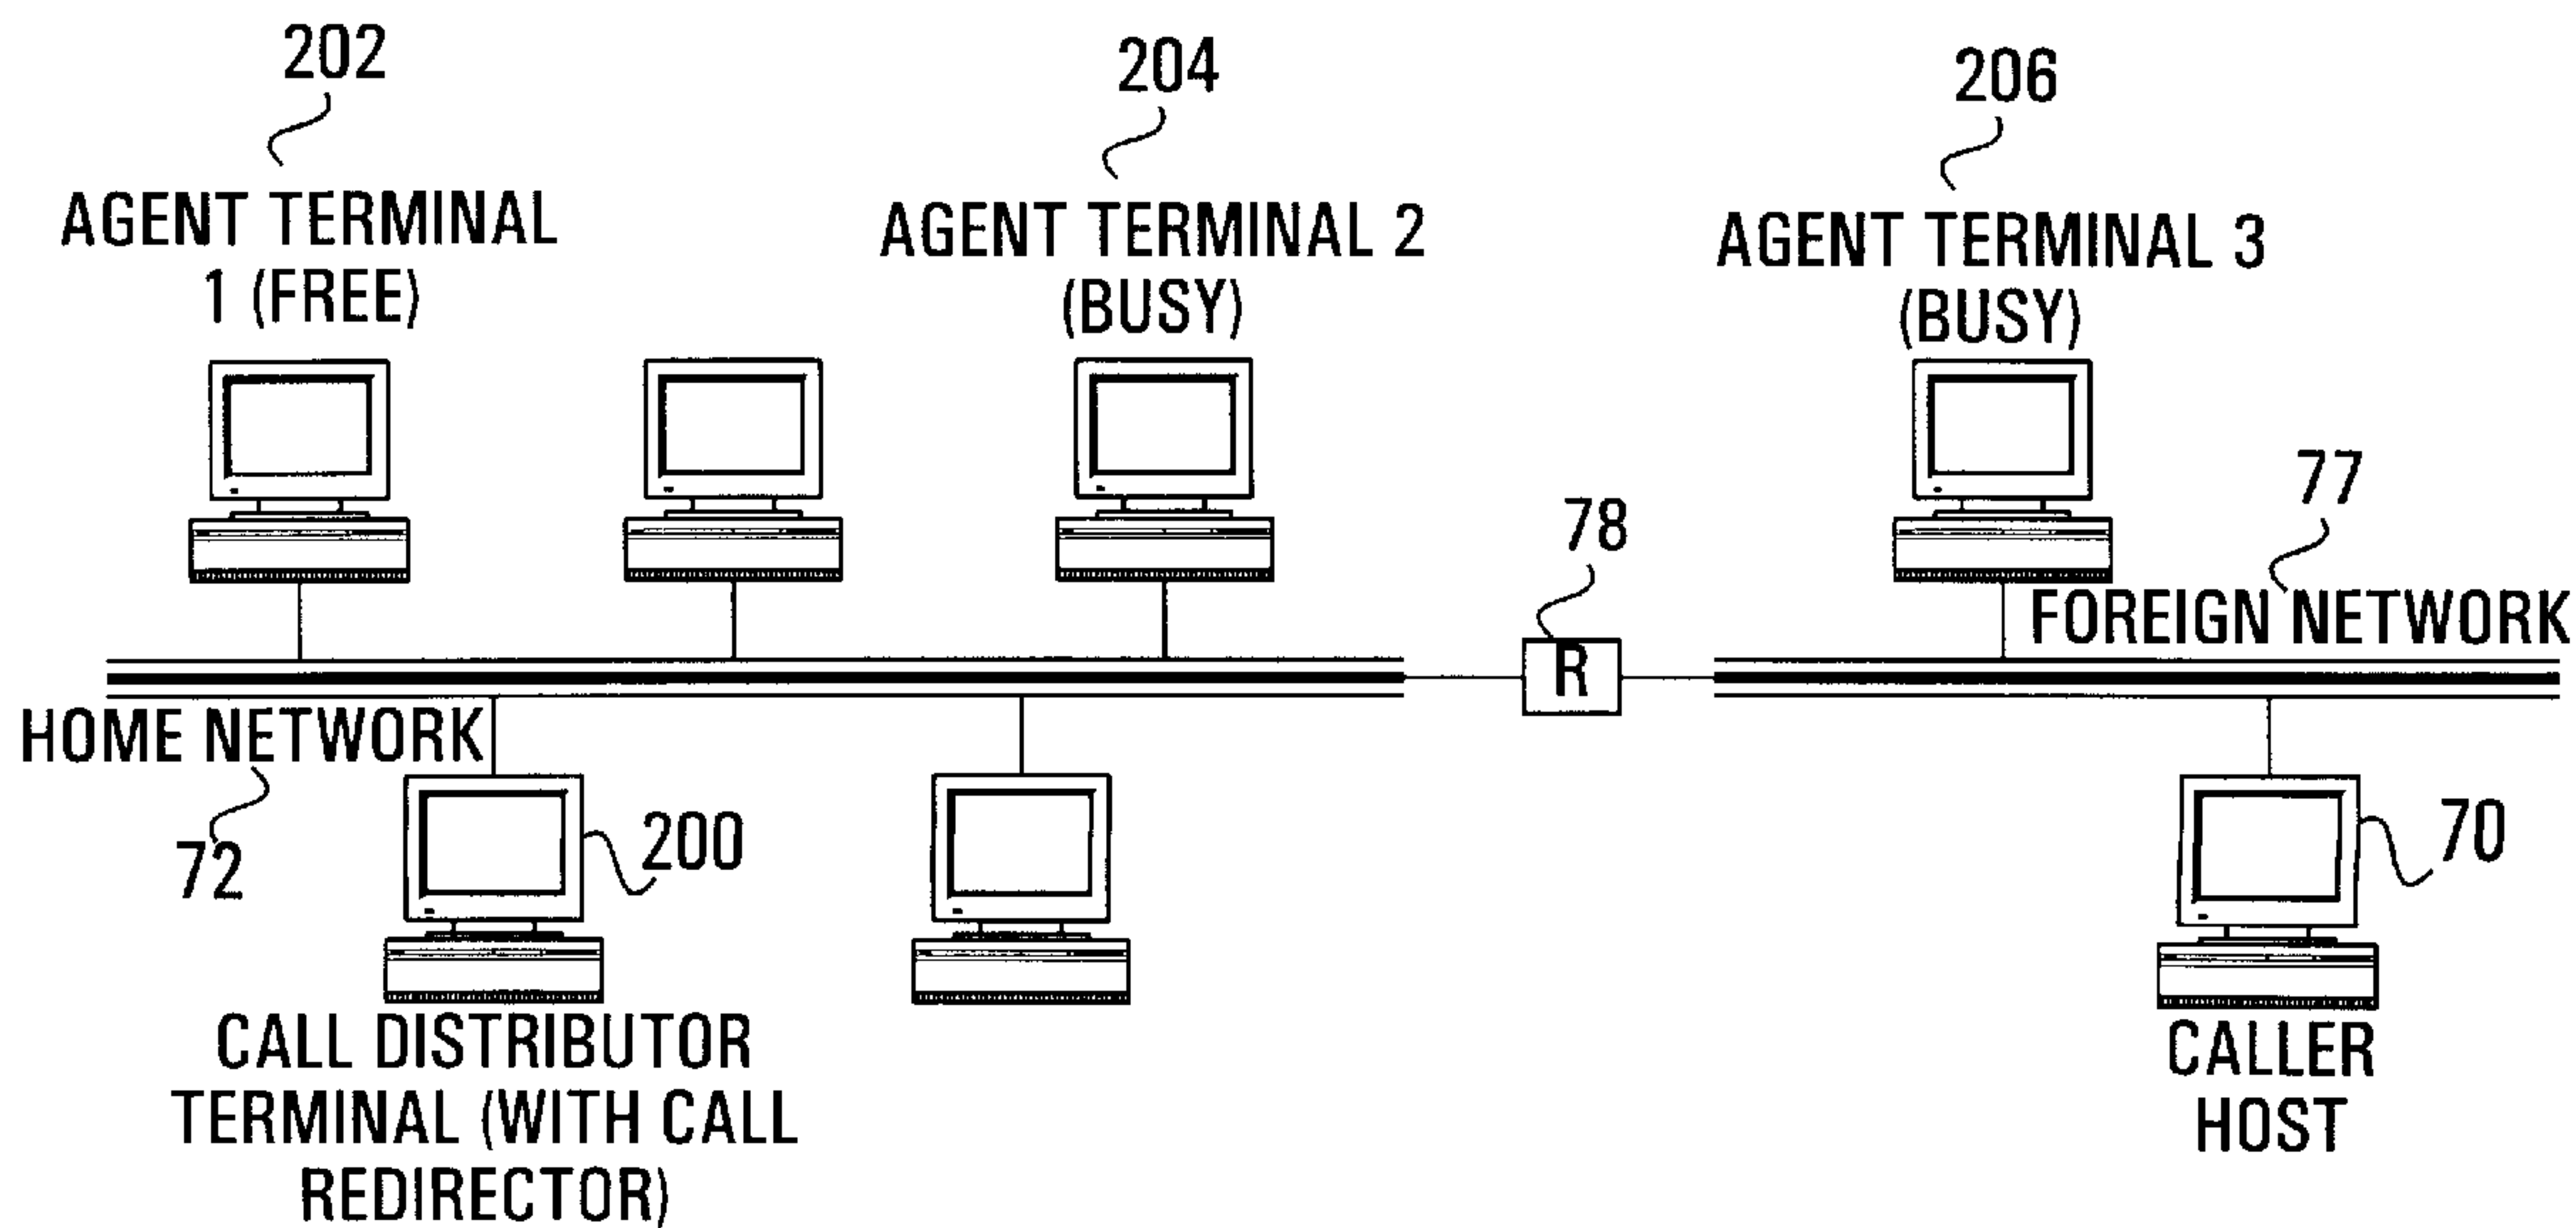 202
204
206
AGENT TERMINAL
1 (FREE)
AGENT TERMINAL 2
(BUSY)
AGENT TERMINAL 3
(BUSY)
77
78
FOREIGN NETWORK
R
HOME NETWORK
72
200
70
CALL DISTRIBUTOR
TERMINAL (WITH CALL
REDIRECTOR)
CALLER
HOST